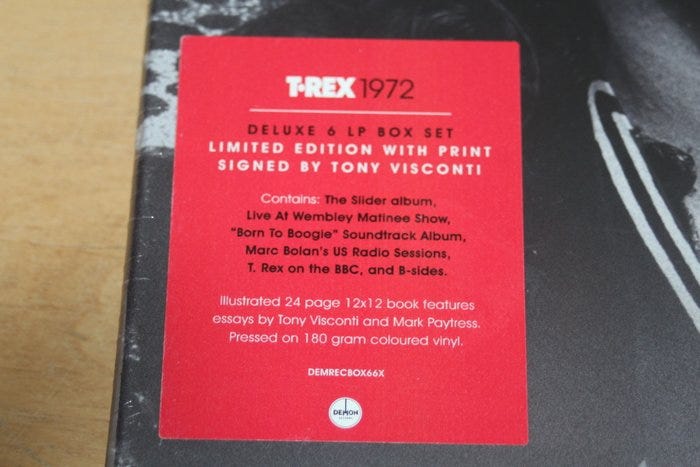 T·REX 1972
DELUXE 6 LP BOX SET
LIMITED EDITION WITH PRINT
SIGNED BY TONY VISCONTI
Contains: The Slider album,
Live At Wembley Matinee Show,
"Born To Boogie" Soundtrack Album,
Marc Bolan's US Radio Sessions,
T. Rex on the BBC, and B-sides.
Illustrated 24 page 12x12 book features
essays by Tony Visconti and Mark Paytress.
Pressed on 180 gram coloured vinyl.
DEMRECBOX66X
DEMON
RECORDS